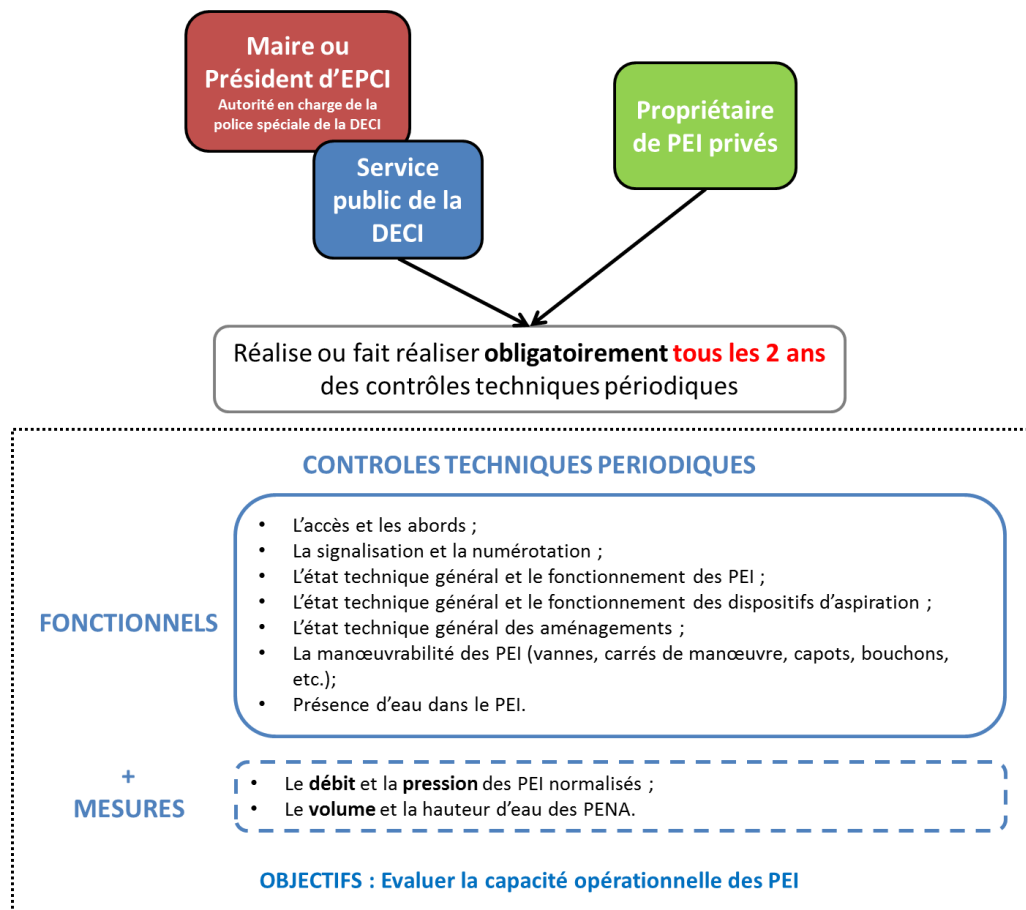 Maire ou
Président d'EPCI
Autorité en charge de la
police spéciale de la DECI
Service
public de la
DECI
Propriétaire
de PEI privés
Réalise ou fait réaliser obligatoirement tous les 2 ans
des contrôles techniques périodiques
CONTROLES TECHNIQUES PERIODIQUES
FONCTIONNELS
• L'accès et les abords ;
• La signalisation et la numérotation ;
• L'état technique général et le fonctionnement des PEI ;
• L'état technique général et le fonctionnement des dispositifs d'aspiration ;
• L'état technique général des aménagements ;
• La manœuvrabilité des PEI (vannes, carrés de manœuvre, capots, bouchons,
etc.);
• Présence d'eau dans le PEI.
+
MESURES
• Le débit et la pression des PEI normalisés ;
• Le volume et la hauteur d'eau des PENA.
OBJECTIFS : Evaluer la capacité opérationnelle des PEI